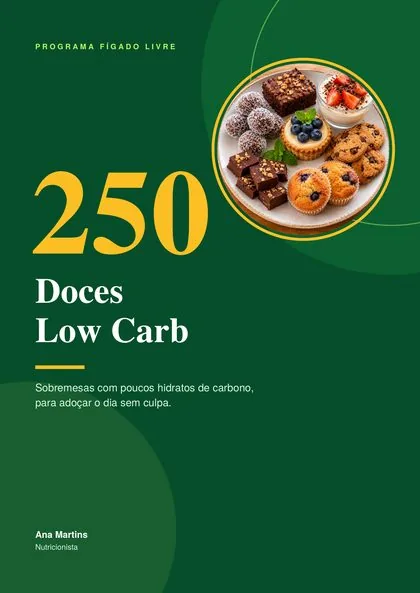 PROGRAMA FÍGADO LIVRE
250
Doces
Low Carb
Sobremesas com poucos hidratos de carbono,
para adoçar o dia sem culpa.
Ana Martins
Nutricionista